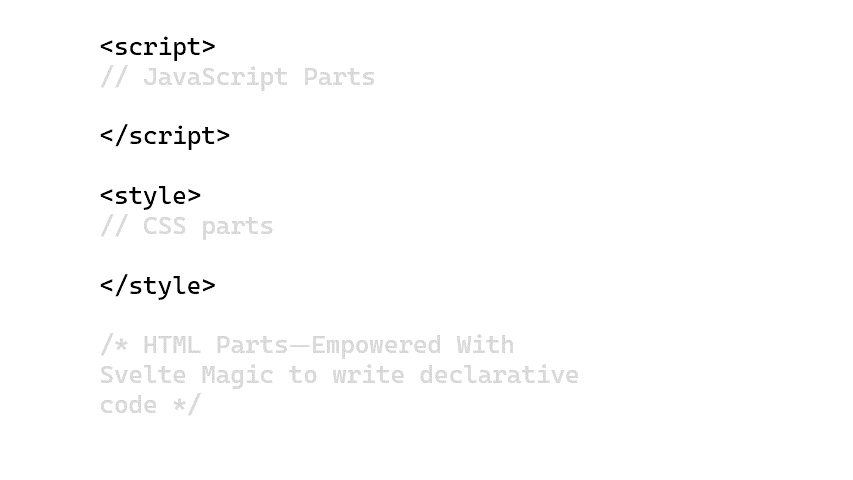 <script>
// JavaScript Parts
</script>
<style>
// CSS parts
</style>
/* HTML Parts—Empowered With
Svelte Magic to write declarative
code */